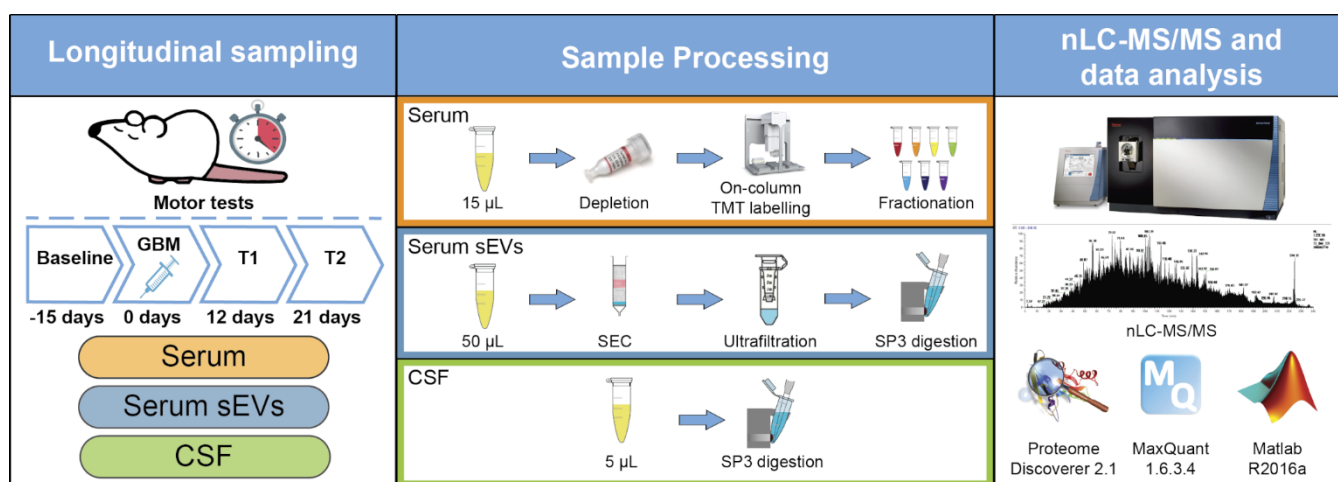 Longitudinal sampling
Motor tests
Baseline
GBM
T1
T2
-15 days
0 days
12 days
21 days
Serum
Serum sEVs
CSF
Sample Processing
Serum
15 µL
Depletion
On-column
TMT labelling
Fractionation
Serum sEVs
50 µL
SEC
Ultrafiltration
SP3 digestion
CSF
5 µL
SP3 digestion
nLC-MS/MS and
data analysis
nLC-MS/MS
MQ
Proteome
Discoverer 2.1
MaxQuant
1.6.3.4
Matlab
R2016a